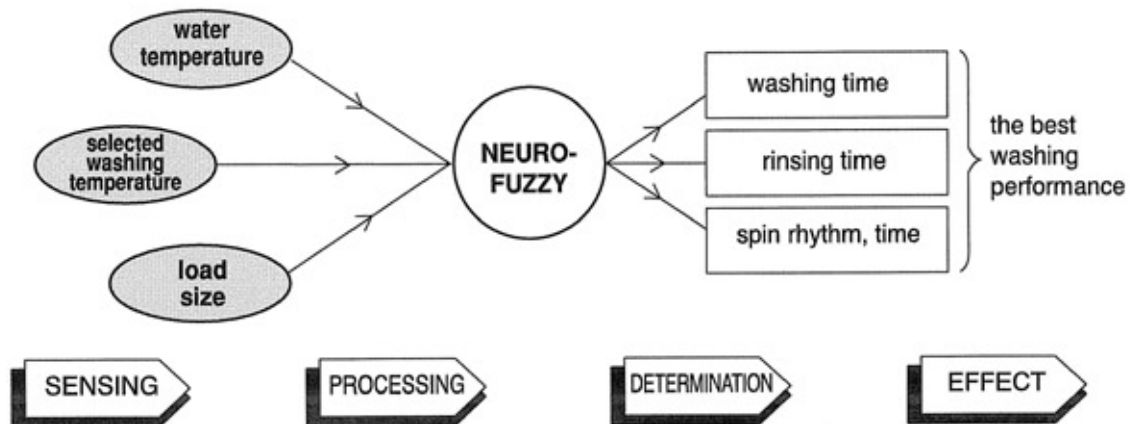 water
temperature
selected
washing
temperature
load
size
NEURO-
FUZZY
washing time
rinsing time
spin rhythm, time
the best
washing
performance
SENSING
PROCESSING
DETERMINATION
EFFECT